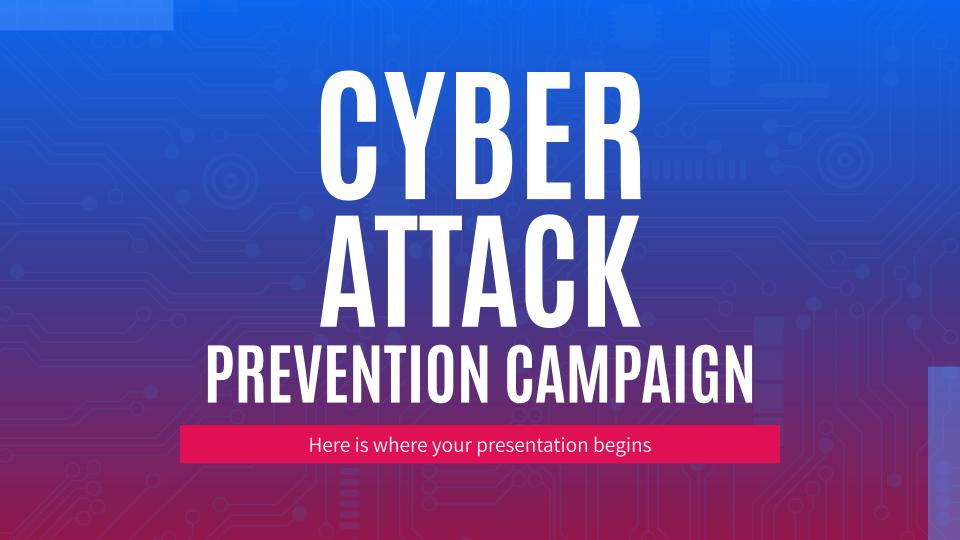 CYBER
ATTACK
PREVENTION CAMPAIGN
Here is where your presentation begins